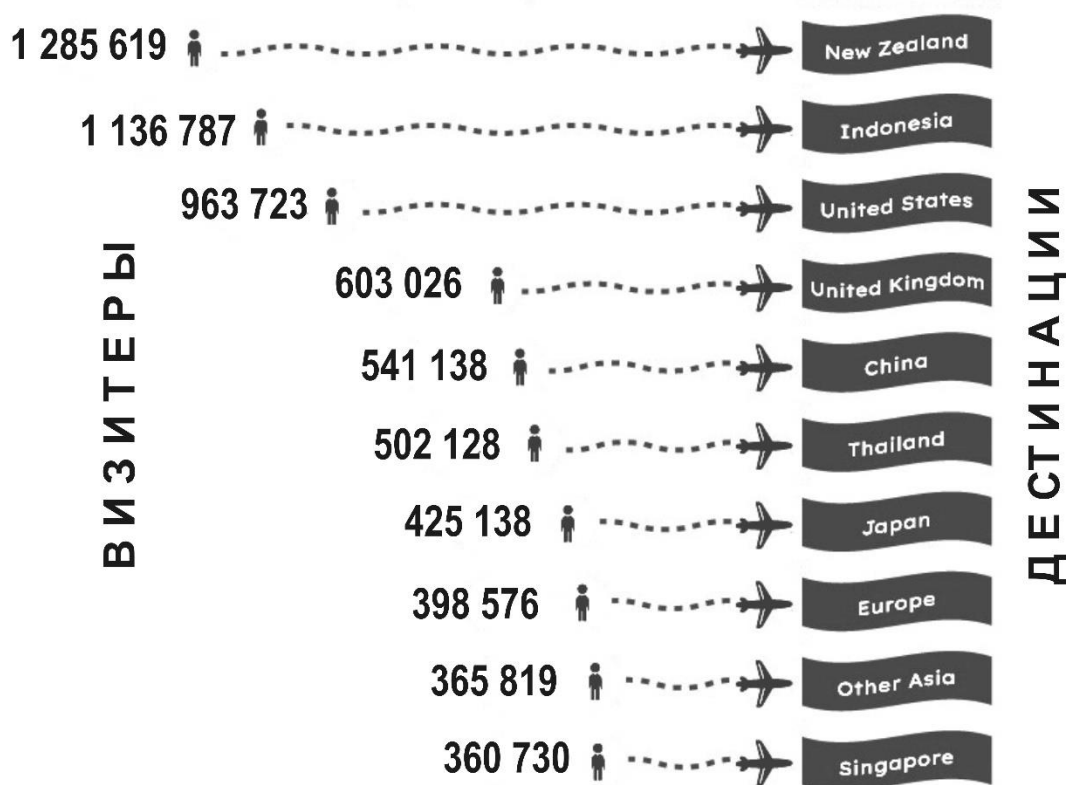 1 285 619 New Zealand
1 136 787 Indonesia
963 723 United States
603 026 United Kingdom
541 138 China
502 128 Thailand
425 138 Japan
398 576 Europe
365 819 Other Asia
360 730 Singapore
ВИЗИТЕРЫ
ДЕСТИНАЦИИ